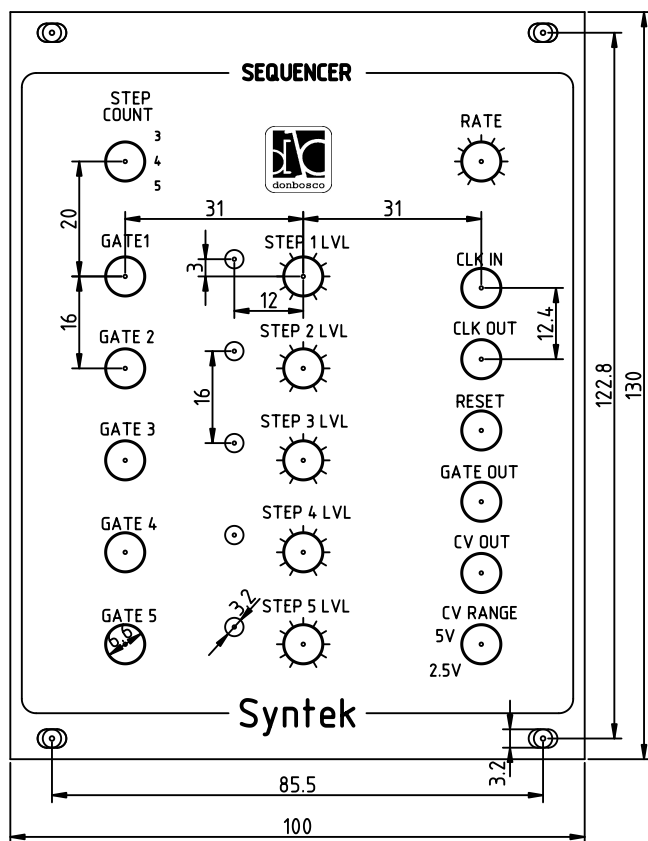 SEQUENCER
STEP
COUNT
3
4
5
donbosco
RATE
20
31
31
GATE1
STEP 1 LVL
CLK IN
3
12
16
GATE 2
STEP 2 LVL
CLK OUT
12.4
16
GATE 3
STEP 3 LVL
RESET
GATE OUT
GATE 4
STEP 4 LVL
CV OUT
GATE 5
6,6
3,2
STEP 5 LVL
CV RANGE
5V
2.5V
122.8
130
Syntek
3.2
85.5
100